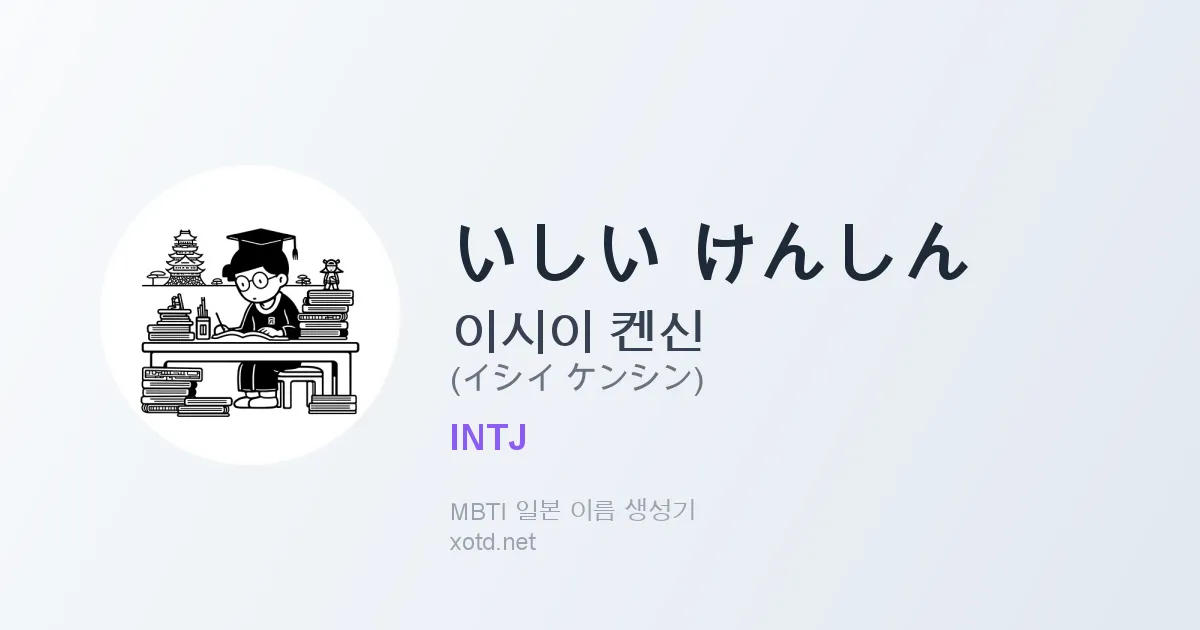 いしい けんしん
이시이 켄신
(イシイ ケンシン)
INTJ
MBTI 일본 이름 생성기
xotd.net